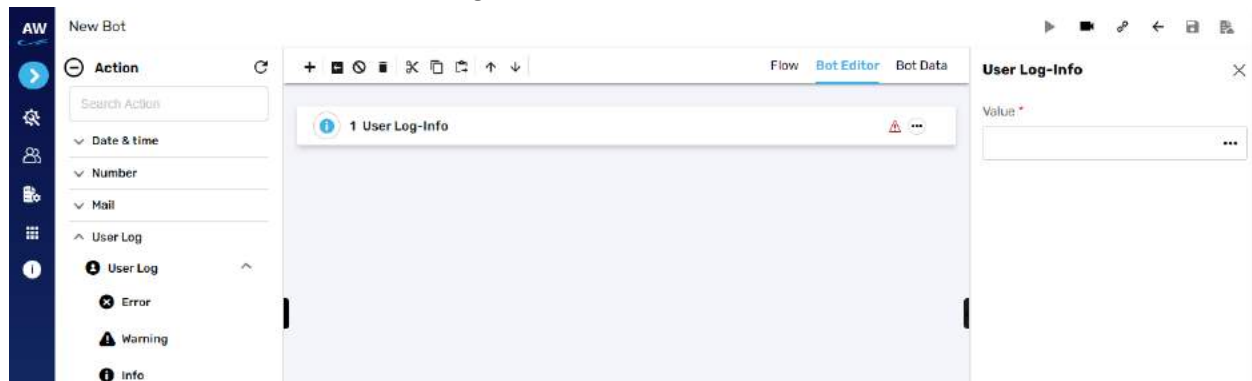 AW New Bot
Action
Flow Bot Editor Bot Data
User Log-Info
Search Action
Value *
1 User Log-Info
Date & time
Number
Mail
User Log
User Log
Error
Warning
Info